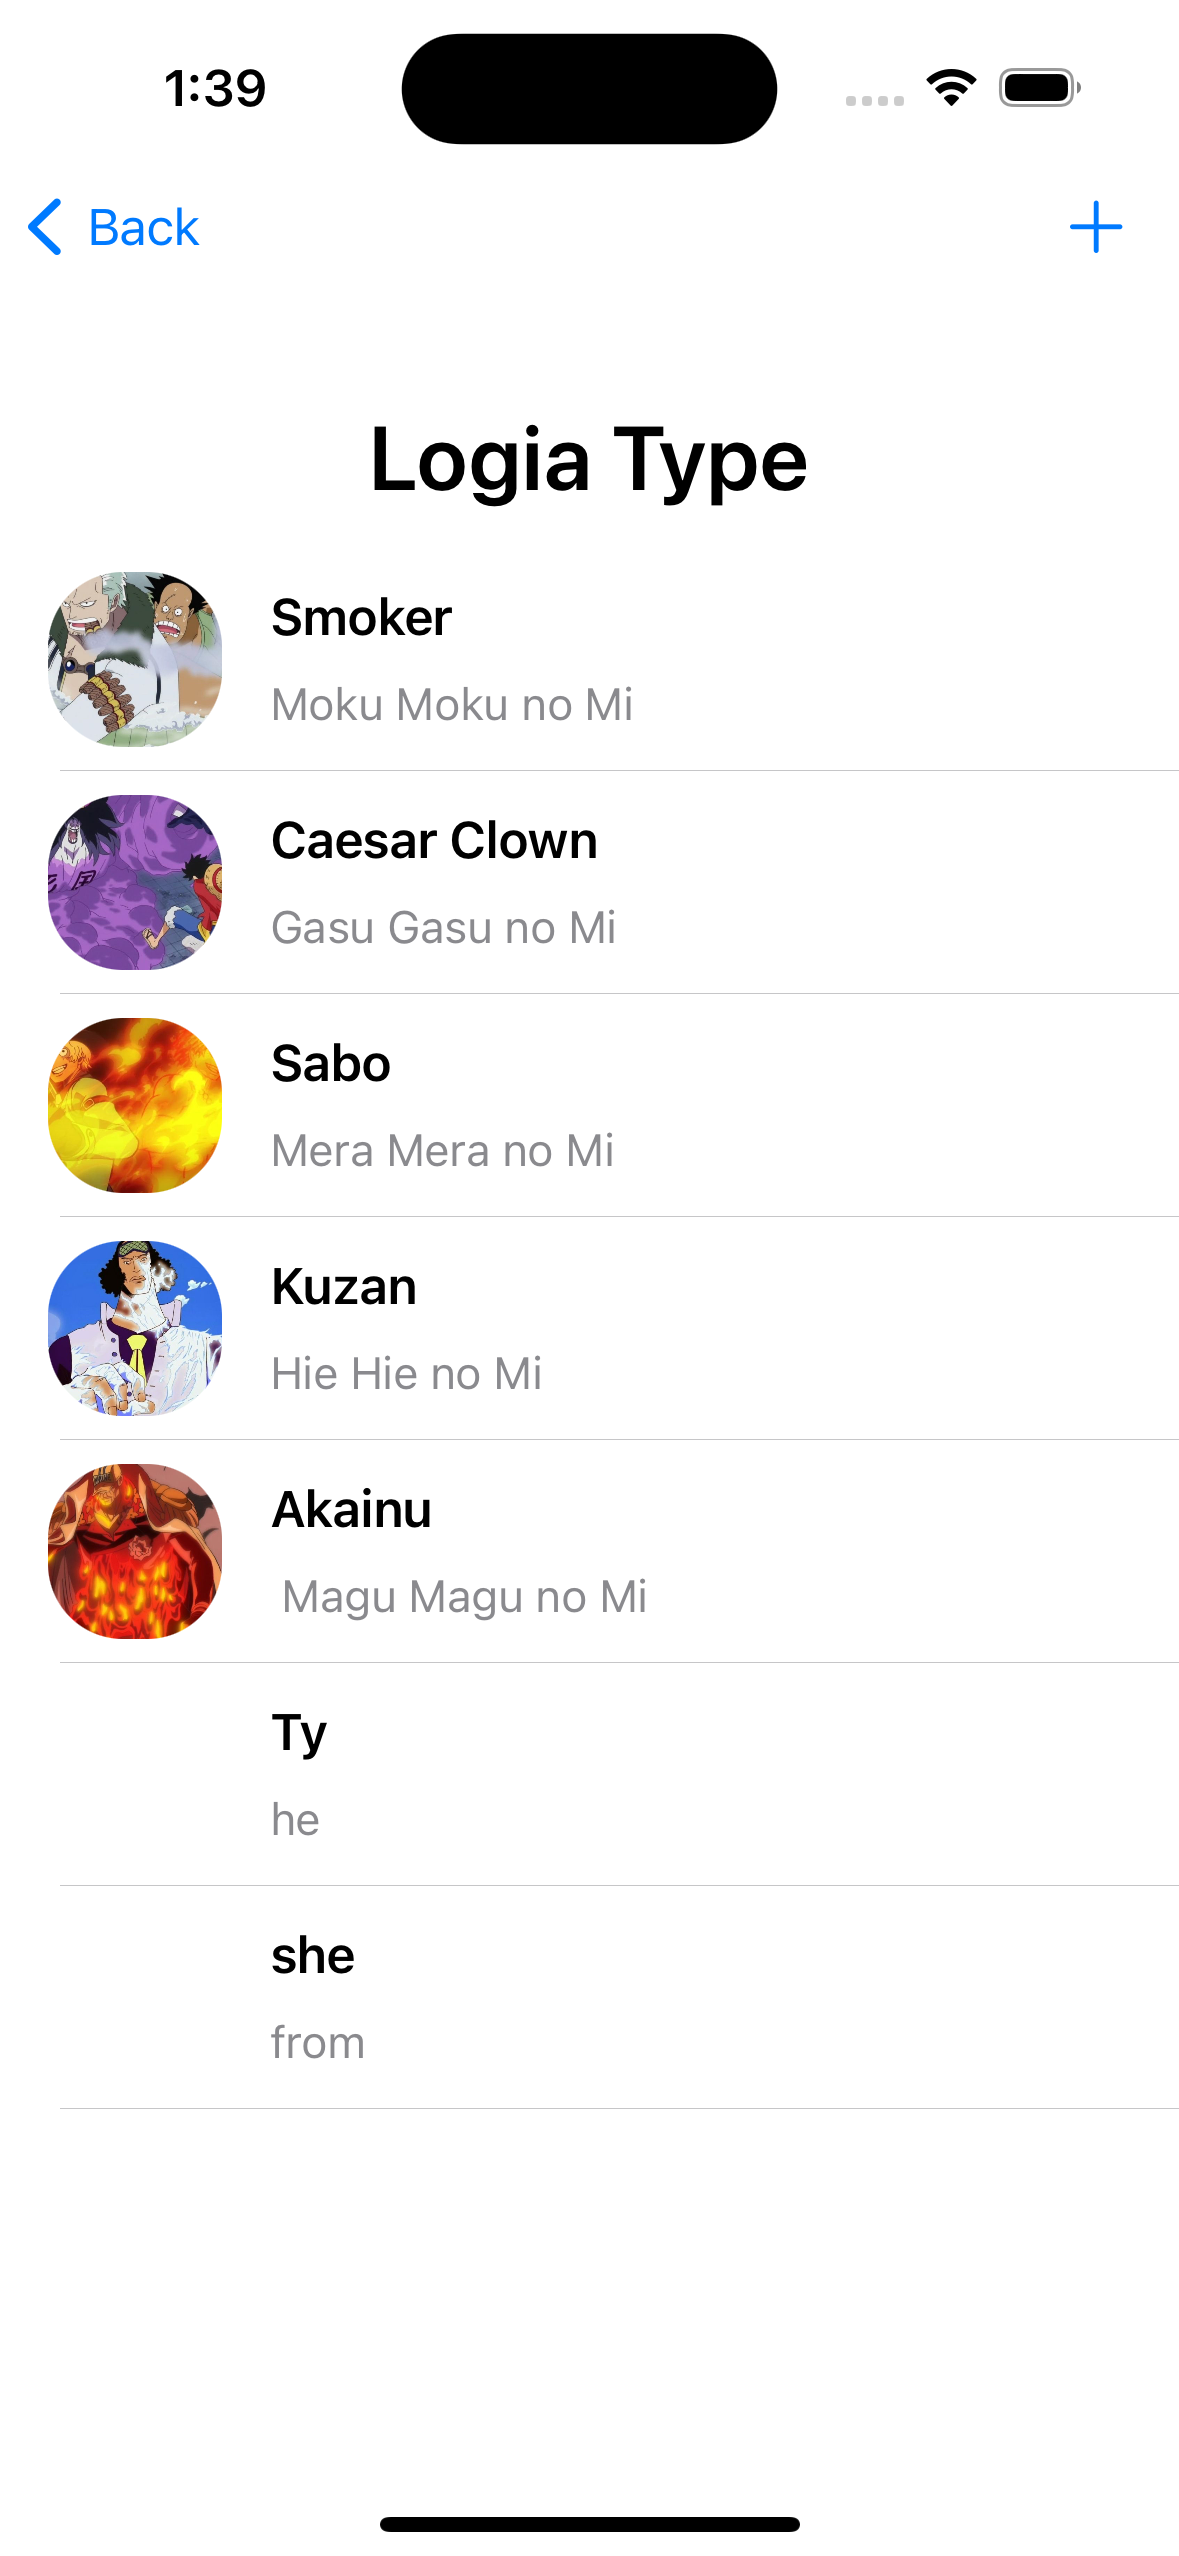 1:39
Back
Logia Type
Smoker
Moku Moku no Mi
Caesar Clown
Gasu Gasu no Mi
Sabo
Mera Mera no Mi
Kuzan
Hie Hie no Mi
Akainu
Magu Magu no Mi
Ty
he
she
from